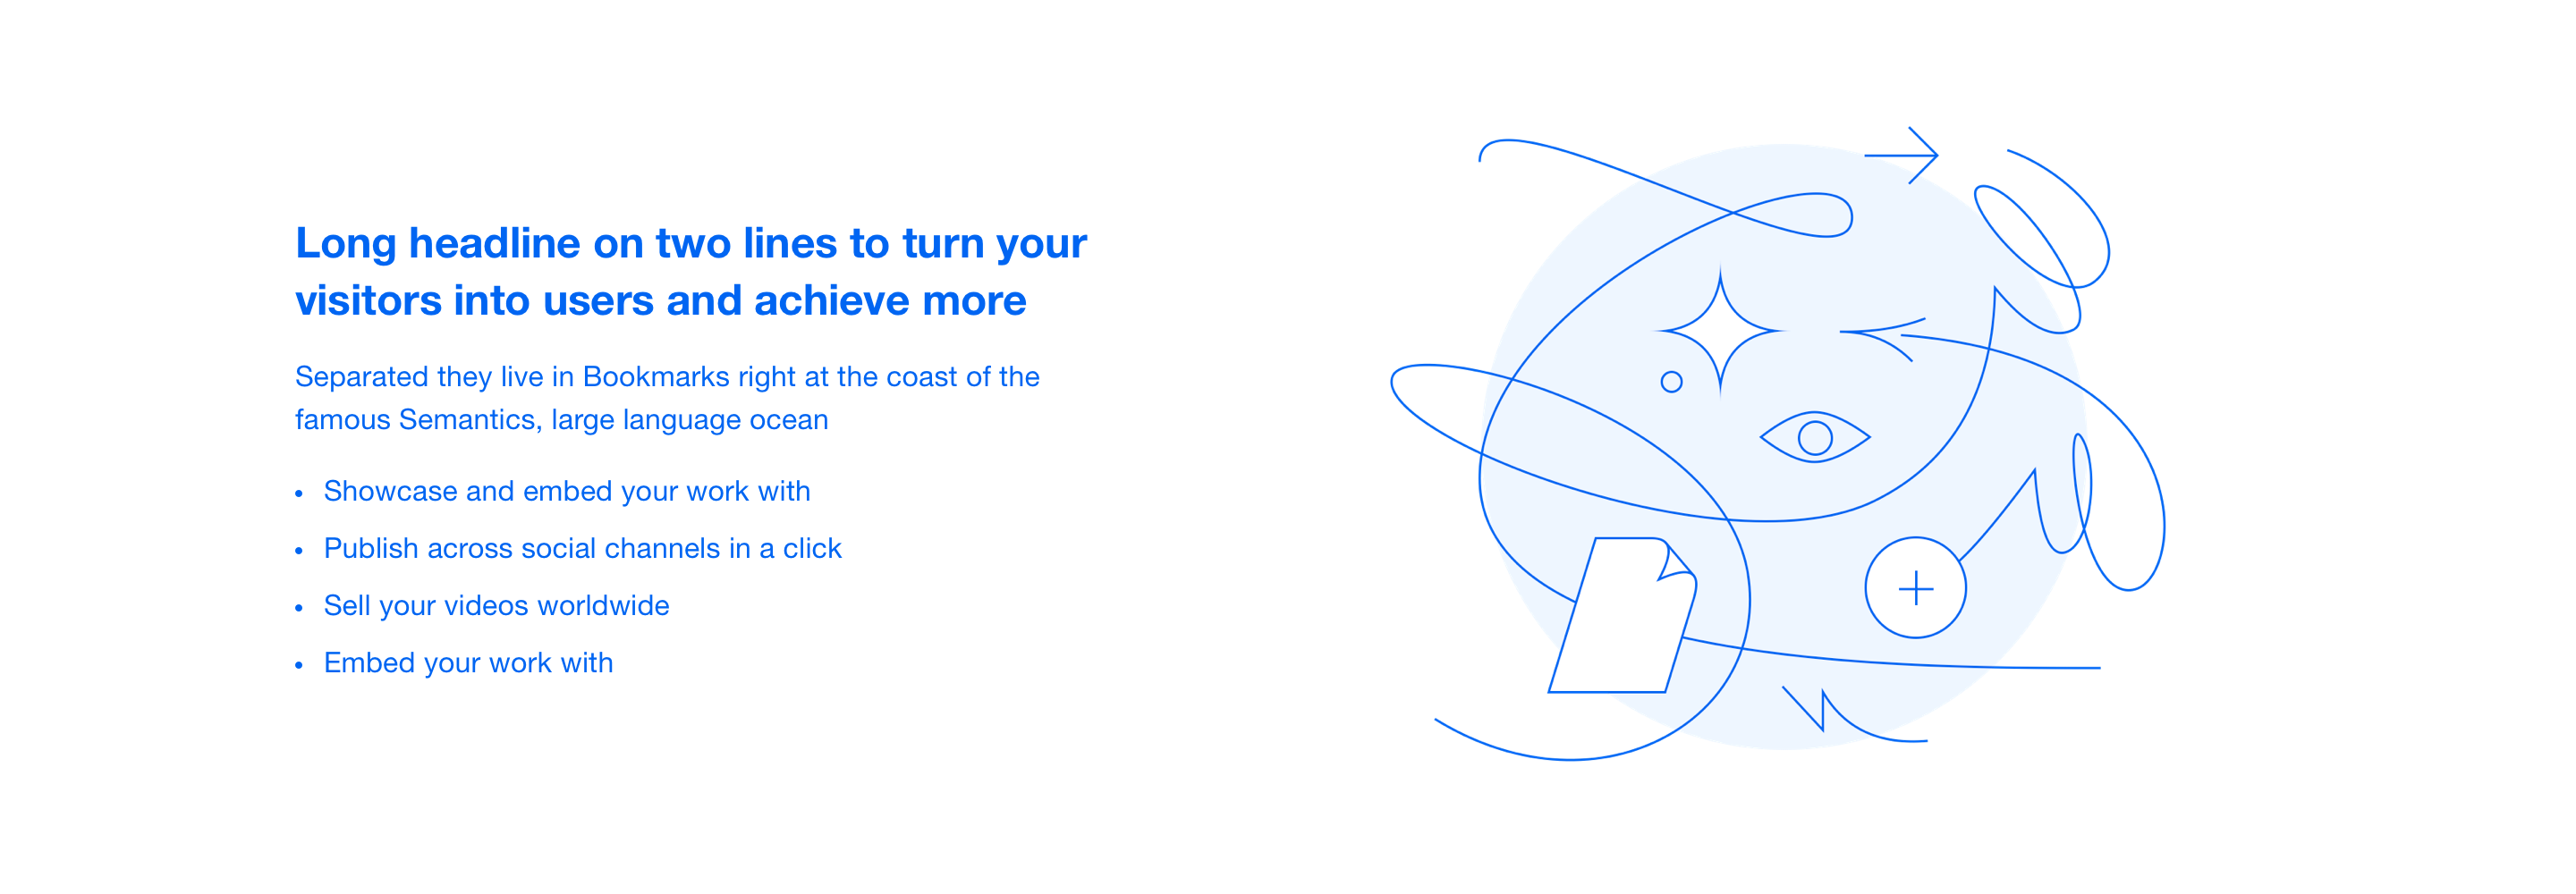 Long headline on two lines to turn your
visitors into users and achieve more
Separated they live in Bookmarks right at the coast of the
famous Semantics, large language ocean
• Showcase and embed your work with
• Publish across social channels in a click
• Sell your videos worldwide
• Embed your work with